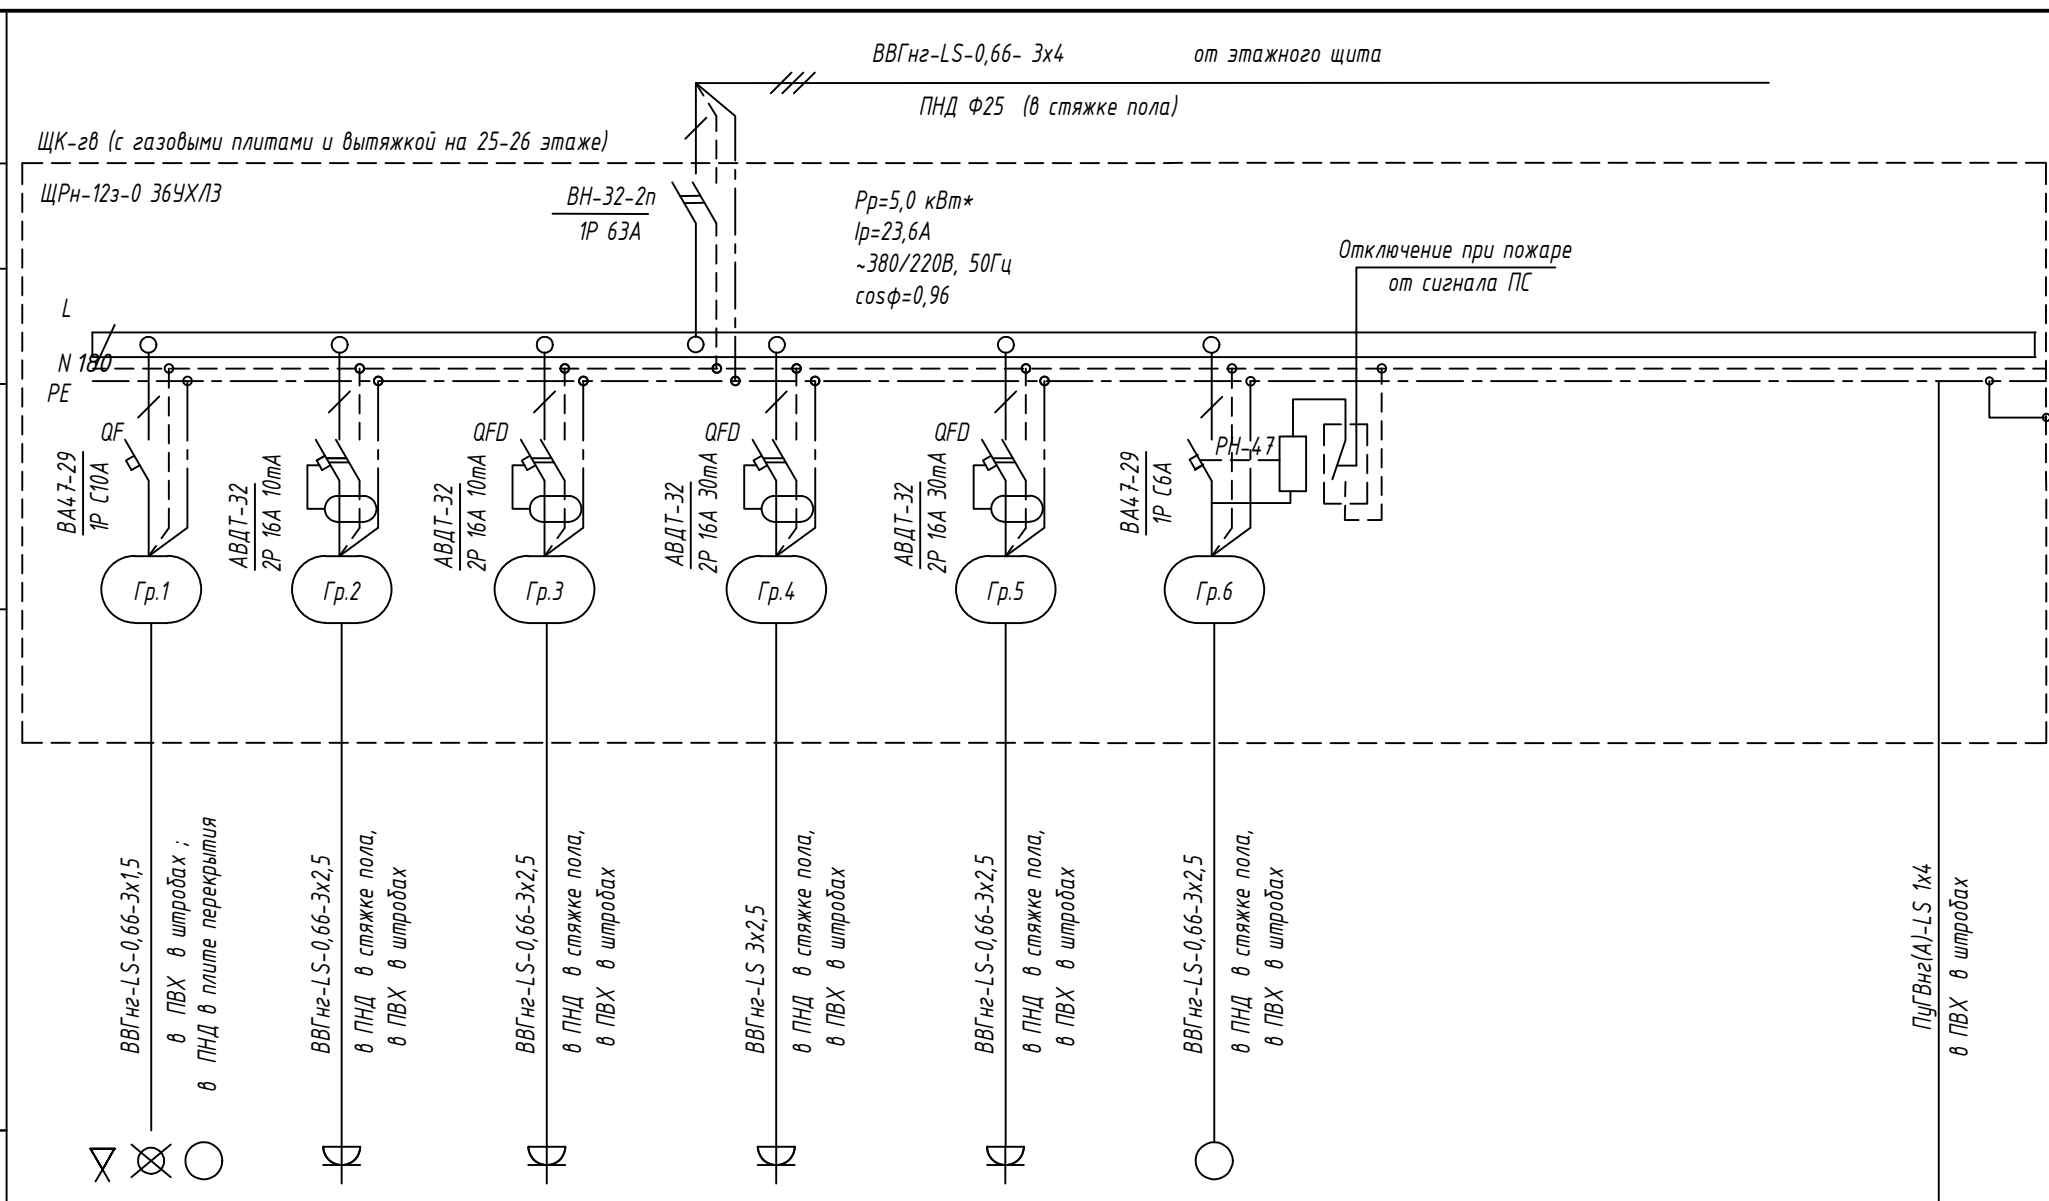 ВВГнг-LS-0,66- 3х4 от этажного щита
ПНД Ф25 (в стяжке пола)
ЩК-гв (с газовыми плитами и вытяжкой на 25-26 этаже)
ЩРн-12з-0 36УХЛ3
ВН-32-2п
1Р 63А
Рр=5,0 кВт*
Iр=23,6А
~380/220В, 50Гц
cosφ=0,96
Отключение при пожаре
от сигнала ПС
L
N 180
PE
QF
ВА47-29
1Р С10А
АВДТ-32
2Р 16А 10mA
QFD
АВДТ-32
2Р 16А 10mA
QFD
АВДТ-32
2Р 16А 30mA
QFD
АВДТ-32
2Р 16А 30mA
ВА47-29
1Р С6А
РН-47
Гр.1
Гр.2
Гр.3
Гр.4
Гр.5
Гр.6
ВВГнг-LS-0,66-3х1,5
в ПВХ в штробах ;
в ПНД в плите перекрытия
ВВГнг-LS-0,66-3х2,5
в ПНД в стяжке пола,
в ПВХ в штробах
ВВГнг-LS-0,66-3х2,5
в ПНД в стяжке пола,
в ПВХ в штробах
ВВГнг-LS 3х2,5
в ПНД в стяжке пола,
в ПВХ в штробах
ВВГнг-LS-0,66-3х2,5
в ПНД в стяжке пола,
в ПВХ в штробах
ВВГнг-LS-0,66-3х2,5
в ПНД в стяжке пола,
в ПВХ в штробах
ПуГВнг(А)-LS 1х4
в ПВХ в штробах